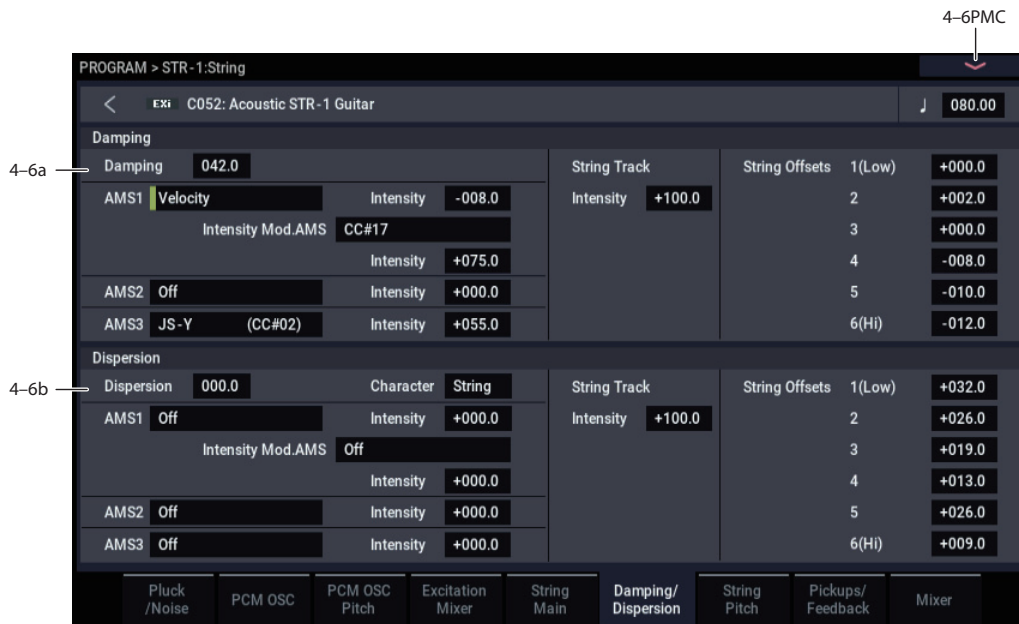 4–6PMC
PROGRAM > STR-1:String
EXi C052: Acoustic STR-1 Guitar ♩ 080.00
Damping
4–6a
Damping 042.0 String Track String Offsets 1(Low) +000.0
AMS1 Velocity Intensity -008.0 Intensity +100.0 2 +002.0
Intensity Mod.AMS CC#17 3 +000.0
Intensity +075.0 4 -008.0
AMS2 Off Intensity +000.0 5 -010.0
AMS3 JS-Y (CC#02) Intensity +055.0 6(Hi) -012.0
Dispersion
4–6b
Dispersion 000.0 Character String String Track String Offsets 1(Low) +032.0
AMS1 Off Intensity +000.0 Intensity +100.0 2 +026.0
Intensity Mod.AMS Off 3 +019.0
Intensity +000.0 4 +013.0
AMS2 Off Intensity +000.0 5 +026.0
AMS3 Off Intensity +000.0 6(Hi) +009.0
Pluck
/Noise
PCM OSC
PCM OSC
Pitch
Excitation
Mixer
String
Main
Damping/
Dispersion
String
Pitch
Pickups/
Feedback
Mixer